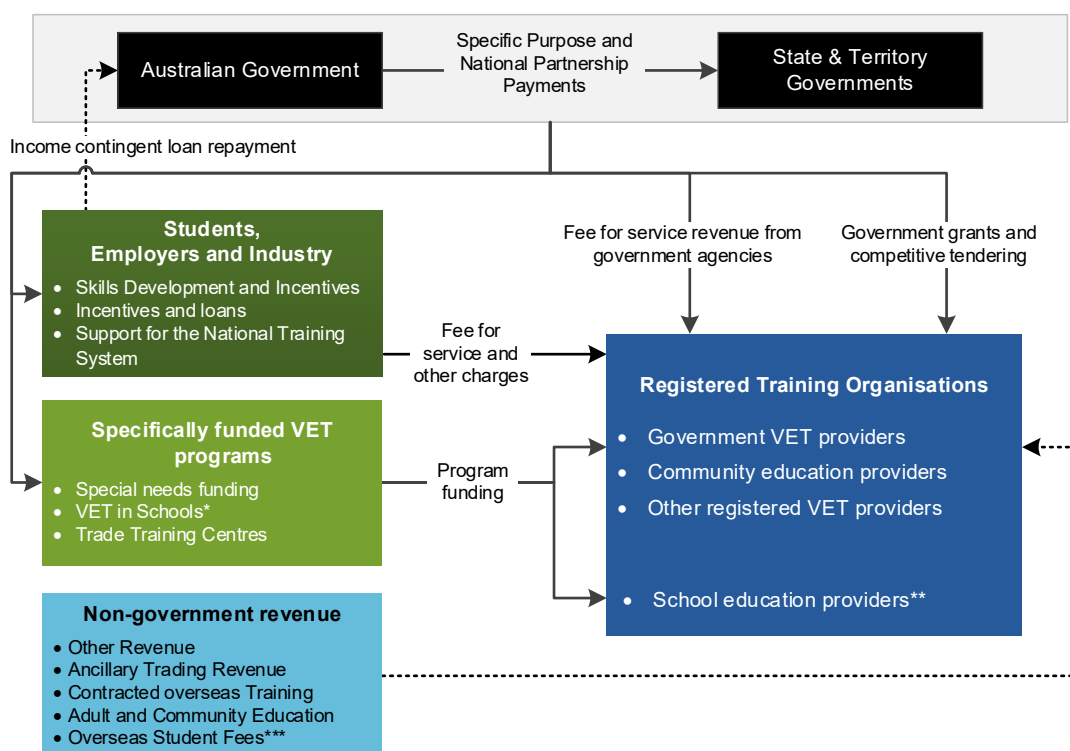 Australian Government
Specific Purpose and
National Partnership
Payments
State & Territory
Governments
Income contingent loan repayment
Students,
Employers and Industry
• Skills Development and Incentives
• Incentives and loans
• Support for the National Training
System
Fee for service revenue from
government agencies
Government grants and
competitive tendering
Fee for
service and
other charges
Registered Training Organisations
• Government VET providers
• Community education providers
• Other registered VET providers
• School education providers**
Specifically funded VET
programs
• Special needs funding
• VET in Schools*
• Trade Training Centres
Program
funding
Non-government revenue
• Other Revenue
• Ancillary Trading Revenue
• Contracted overseas Training
• Adult and Community Education
• Overseas Student Fees***